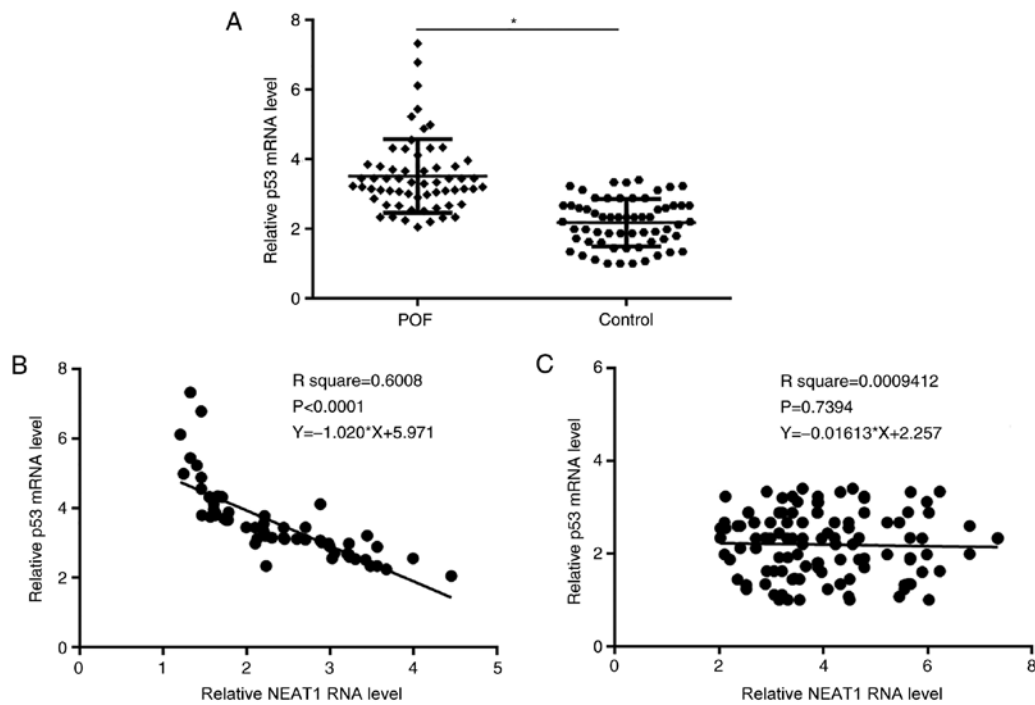 A
*
Relative p53 mRNA level
8
6
4
2
0
POF
Control
B
Relative p53 mRNA level
8
6
4
2
0
R square=0.6008
P<0.0001
Y=−1.020*X+5.971
0
1
2
3
4
5
Relative NEAT1 RNA level
C
Relative p53 mRNA level
6
4
2
0
R square=0.0009412
P=0.7394
Y=−0.01613*X+2.257
0
2
4
6
8
Relative NEAT1 RNA level